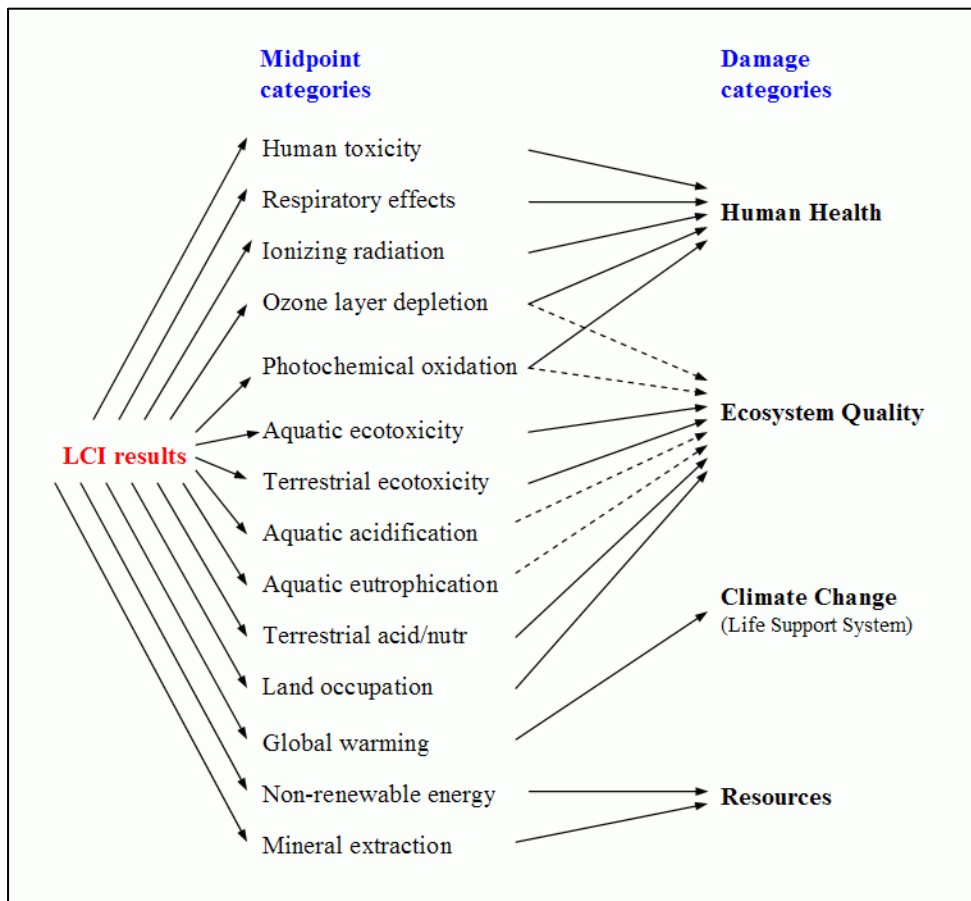 Midpoint
categories
Damage
categories
Human toxicity
Respiratory effects
Human Health
Ionizing radiation
Ozone layer depletion
Photochemical oxidation
Ecosystem Quality
Aquatic ecotoxicity
LCI results
Terrestrial ecotoxicity
Aquatic acidification
Aquatic eutrophication
Climate Change
(Life Support System)
Terrestrial acid/nutr
Land occupation
Global warming
Non-renewable energy
Resources
Mineral extraction